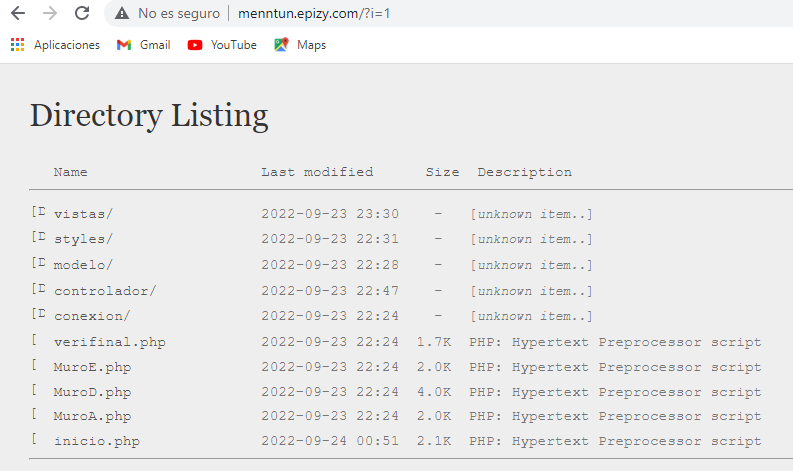 No es seguro | menntun.epizy.com/?i=1
Aplicaciones Gmail YouTube Maps
Directory Listing
Name Last modified Size Description
[D vistas/ 2022-09-23 23:30 - [unknown item..]
[D styles/ 2022-09-23 22:31 - [unknown item..]
[D modelo/ 2022-09-23 22:28 - [unknown item..]
[D controlador/ 2022-09-23 22:47 - [unknown item..]
[D conexion/ 2022-09-23 22:24 - [unknown item..]
[ verifinal.php 2022-09-23 22:24 1.7K PHP: Hypertext Preprocessor script
[ MuroE.php 2022-09-23 22:24 2.0K PHP: Hypertext Preprocessor script
[ MuroD.php 2022-09-23 22:24 4.0K PHP: Hypertext Preprocessor script
[ MuroA.php 2022-09-23 22:24 2.0K PHP: Hypertext Preprocessor script
[ inicio.php 2022-09-24 00:51 2.1K PHP: Hypertext Preprocessor script